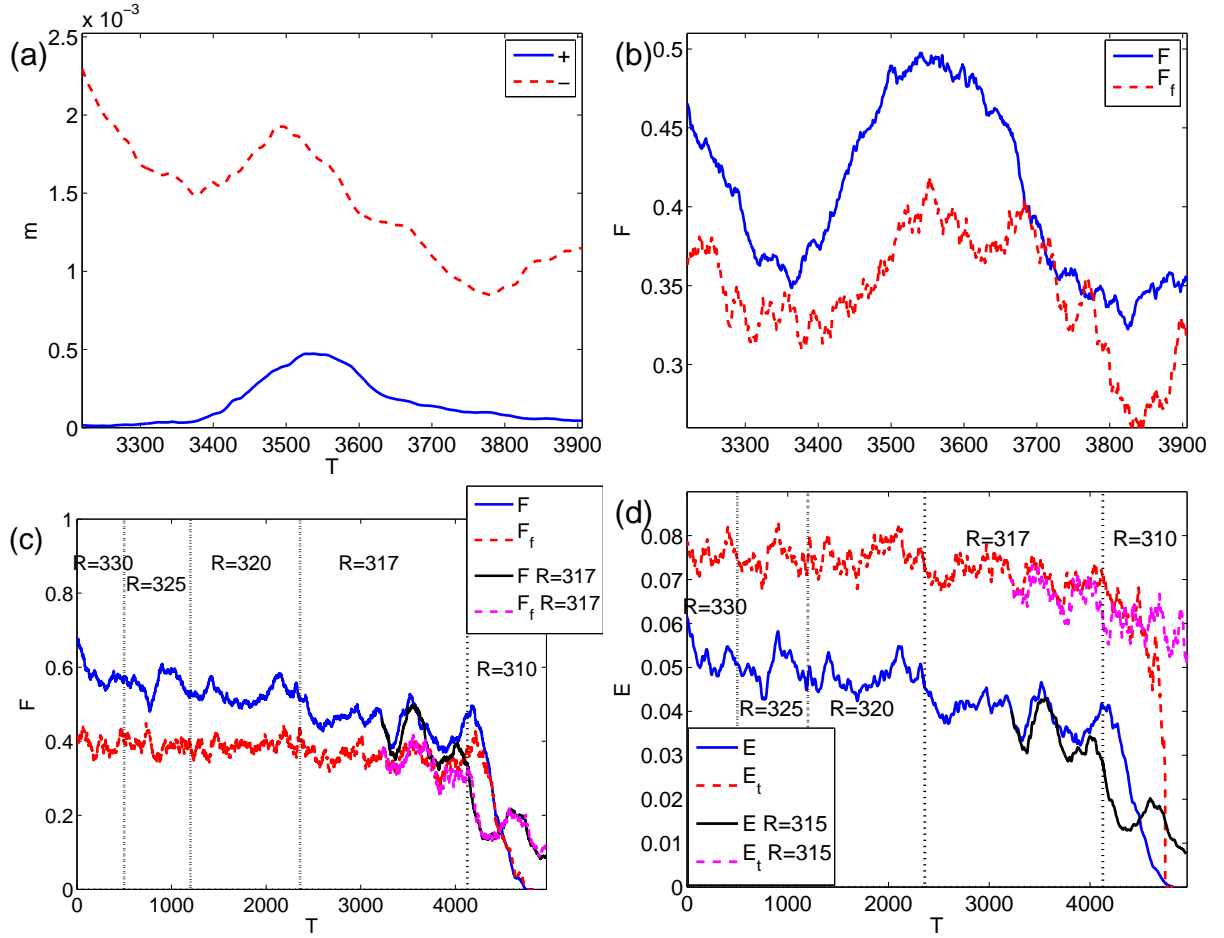 x 10⁻³
(a)
2.5
2
1.5
1
0.5
0
m
3300 3400 3500 3600 3700 3800 3900
T
+
−
(b)
0.5
0.45
0.4
0.35
0.3
F
3300 3400 3500 3600 3700 3800 3900
F
F_f
(c)
1
0.8
0.6
0.4
0.2
0
F
0 1000 2000 3000 4000
T
R=330
R=325
R=320
R=317
R=310
F
F_f
F R=317
F_f R=317
(d)
0.08
0.07
0.06
0.05
0.04
0.03
0.02
0.01
0
E
0 1000 2000 3000 4000
T
R=317
R=310
R=330
R=325
R=320
E
E_t
E R=315
E_t R=315